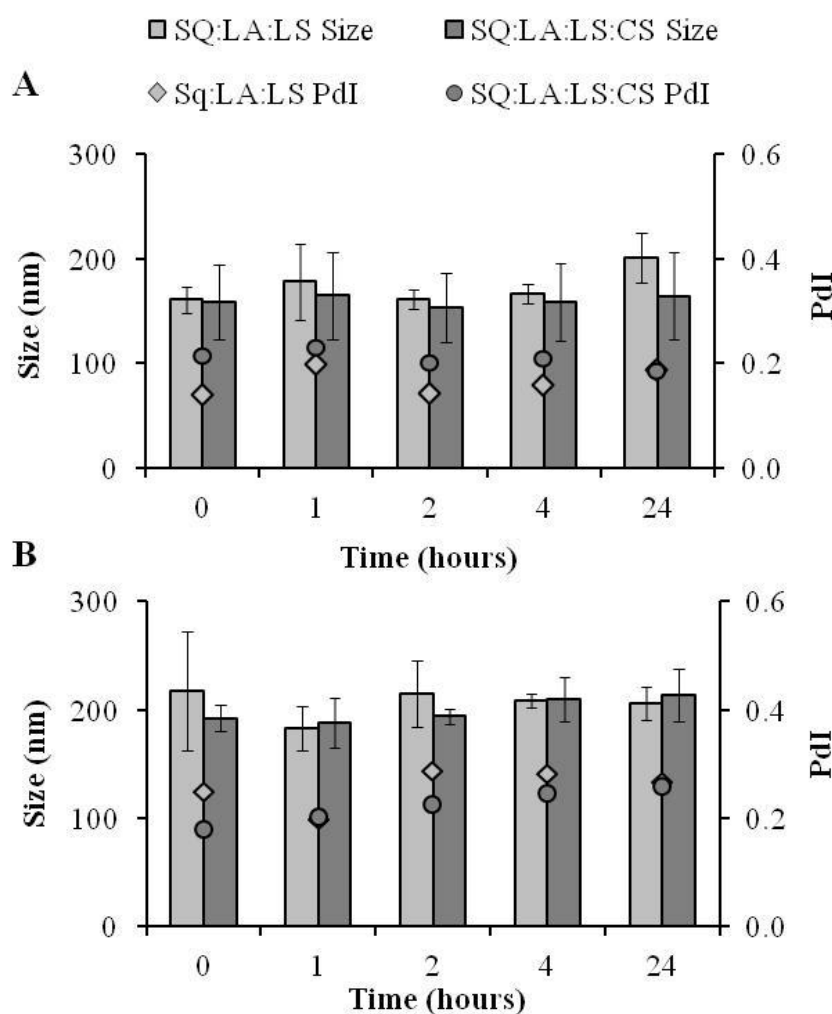 SQ:LA:LS Size SQ:LA:LS:CS Size
A
Sq:LA:LS PdI SQ:LA:LS:CS PdI
300 0.6
200 0.4
100 0.2
0 0.0
Size (nm)
PdI
0 1 2 4 24
Time (hours)
B
300 0.6
200 0.4
100 0.2
0 0.0
Size (nm)
PdI
0 1 2 4 24
Time (hours)